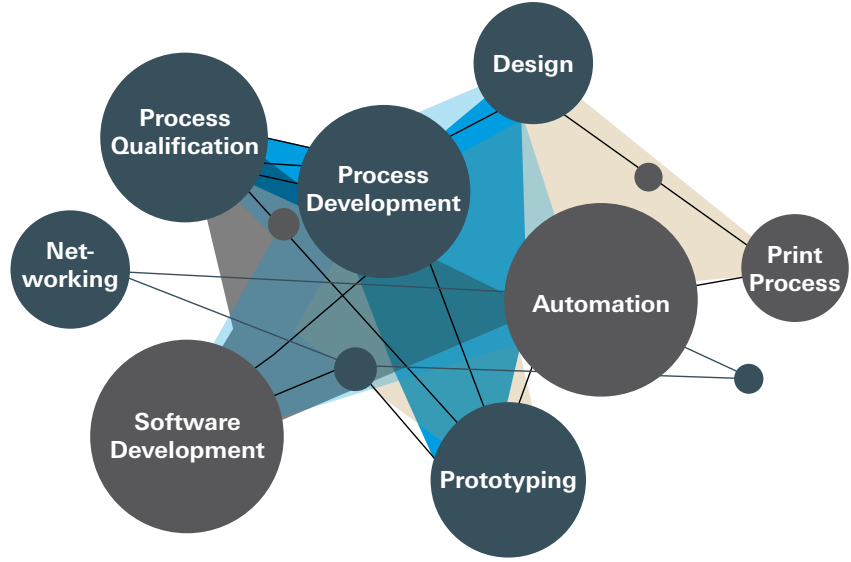 Design
Process
Qualification
Process
Development
Net-
working
Print
Process
Automation
Software
Development
Prototyping